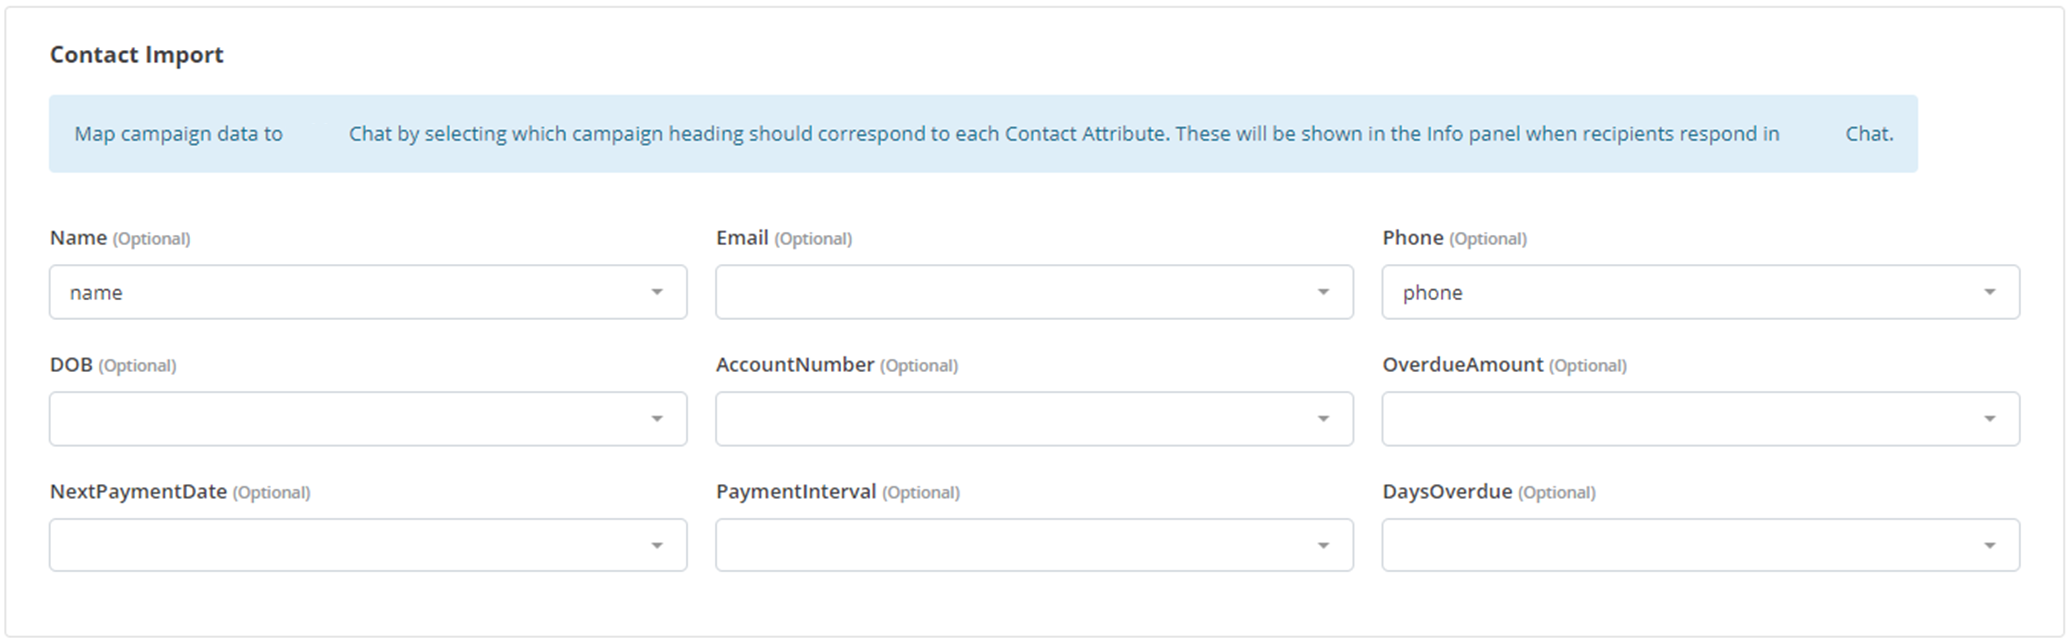 Contact Import
Map campaign data to Chat by selecting which campaign heading should correspond to each Contact Attribute. These will be shown in the Info panel when recipients respond in Chat.
Name (Optional) Email (Optional) Phone (Optional)
name phone
DOB (Optional) AccountNumber (Optional) OverdueAmount (Optional)
NextPaymentDate (Optional) PaymentInterval (Optional) DaysOverdue (Optional)